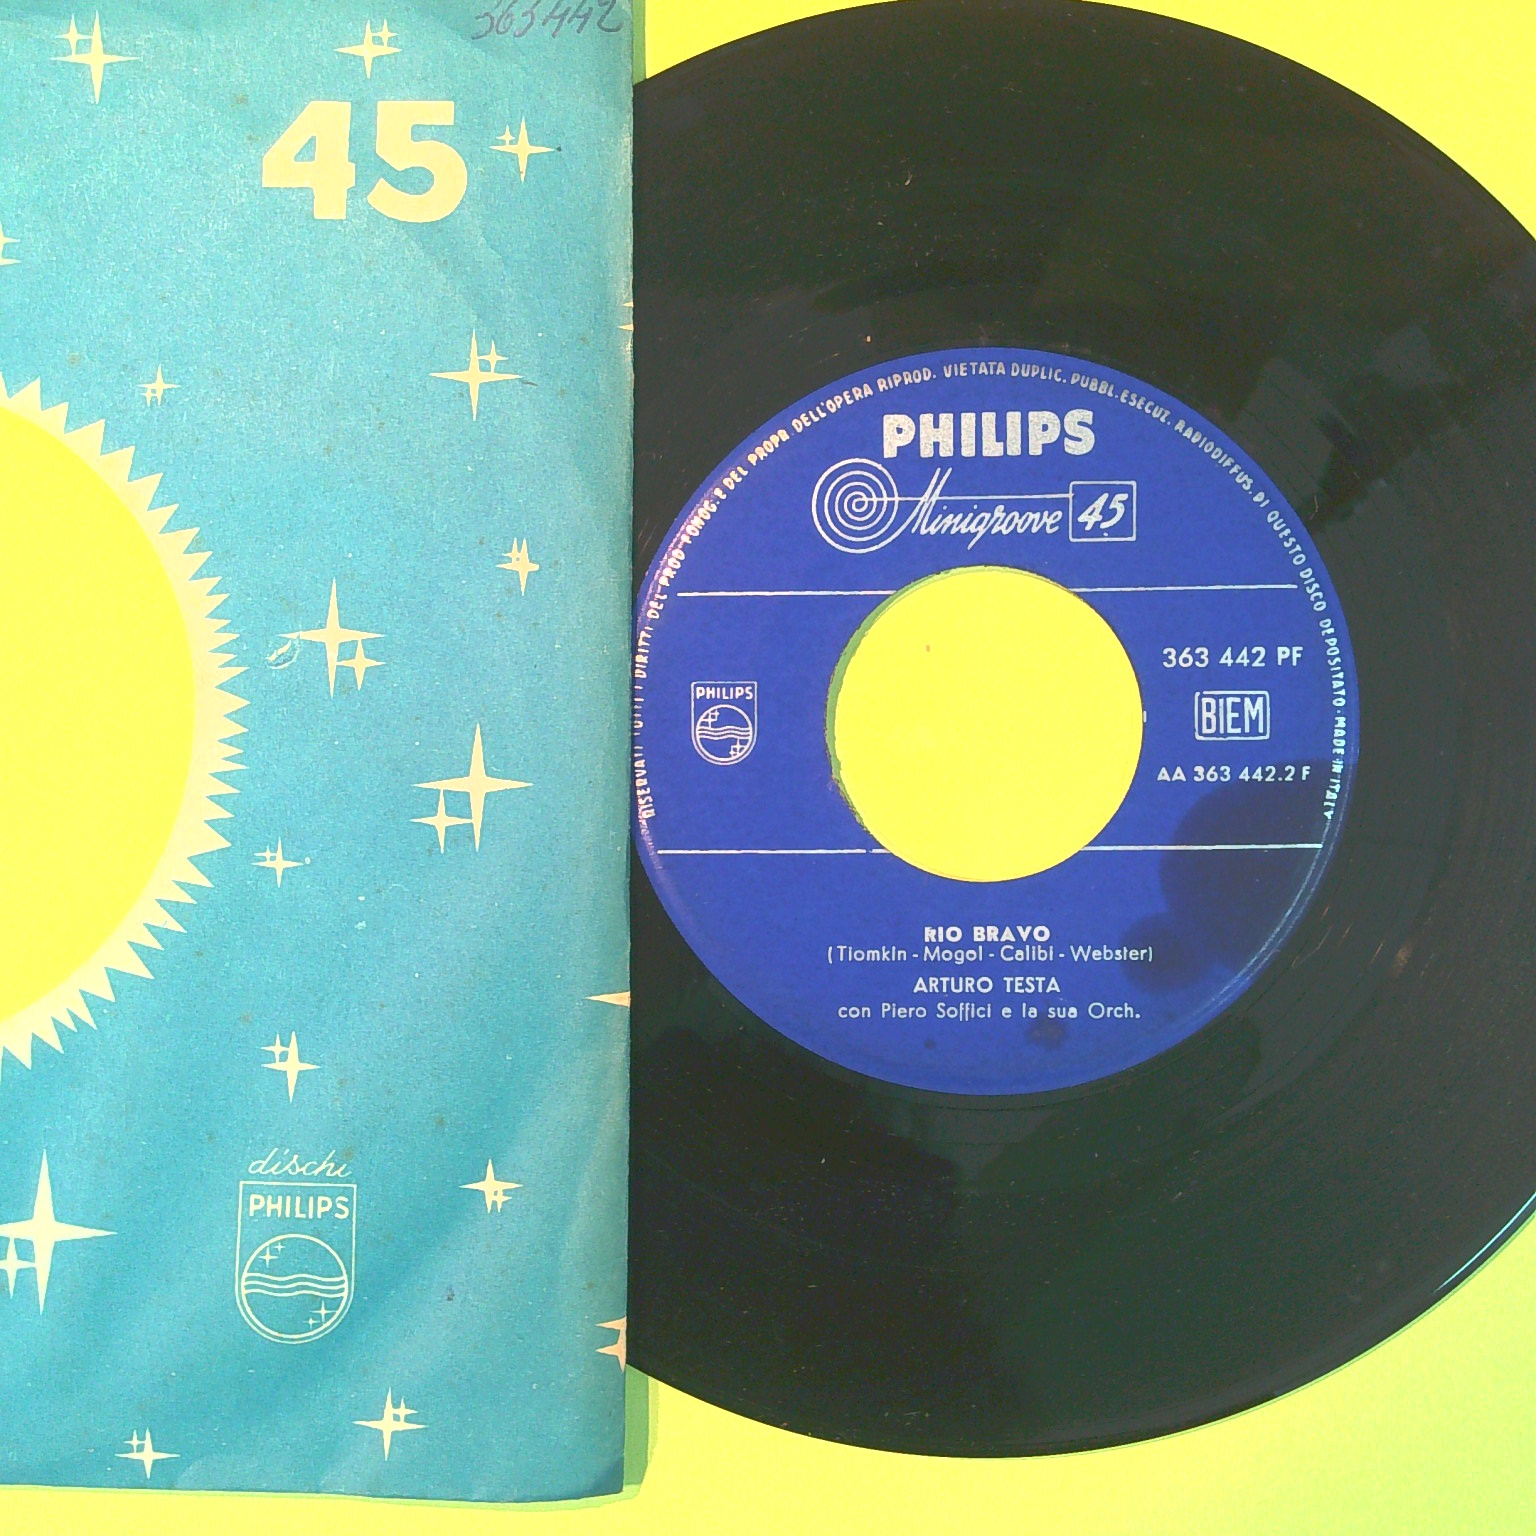 363442
45
dischi
PHILIPS
RISERVATI TUTTI I DIRITTI DEL PROD. FONOG. E DEL PROPR. DELL'OPERA RIPROD. VIETATA DUPLIC. PUBBL. ESECUZ. RADIODIFFUS. DI QUESTO DISCO DEPOSITATO · MADE IN ITALY
PHILIPS
Minigroove 45
363 442 PF
PHILIPS
BIEM
AA 363 442.2 F
RIO BRAVO
(Tiomkin - Mogol - Calibi - Webster)
ARTURO TESTA
con Piero Soffici e la sua Orch.